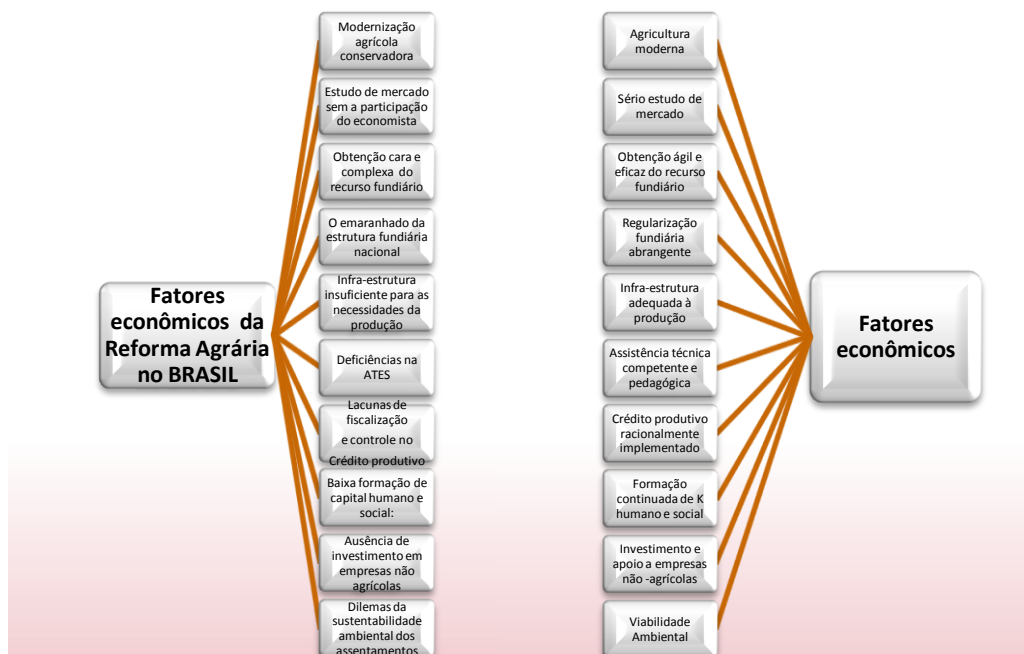 Modernização
agrícola
conservadora
Estudo de mercado
sem a participação
do economista
Obtenção cara e
complexa do
recurso fundiário
O emaranhado da
estrutura fundiária
nacional
Infra-estrutura
insuficiente para as
necessidades da
produção
Deficiências na
ATES
Lacunas de
fiscalização
e controle no
Crédito produtivo
Baixa formação de
capital humano e
social:
Ausência de
investimento em
empresas não
agrícolas
Dilemas da
sustentabilidade
ambiental dos
assentamentos
Fatores
econômicos da
Reforma Agrária
no BRASIL
Agricultura
moderna
Sério estudo de
mercado
Obtenção ágil e
eficaz do recurso
fundiário
Regularização
fundiária
abrangente
Infra-estrutura
adequada à
produção
Assistência técnica
competente e
pedagógica
Crédito produtivo
racionalmente
implementado
Formação
continuada de K
humano e social
Investimento e
apoio a empresas
não -agrícolas
Viabilidade
Ambiental
Fatores
econômicos